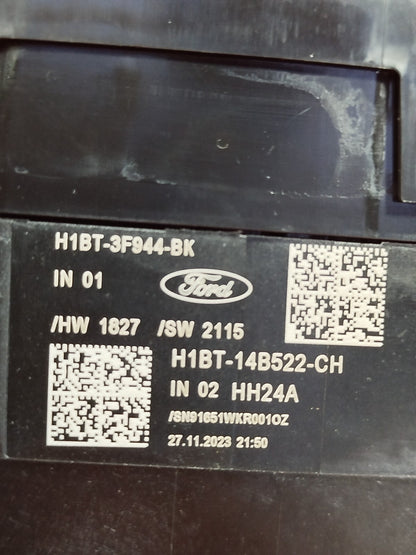 H1BT-3F944-BK
IN 01
Ford
/HW 1827 /SW 2115
H1BT-14B522-CH
IN 02 HH24A
/SN91651WKR001OZ
27.11.2023 21:50